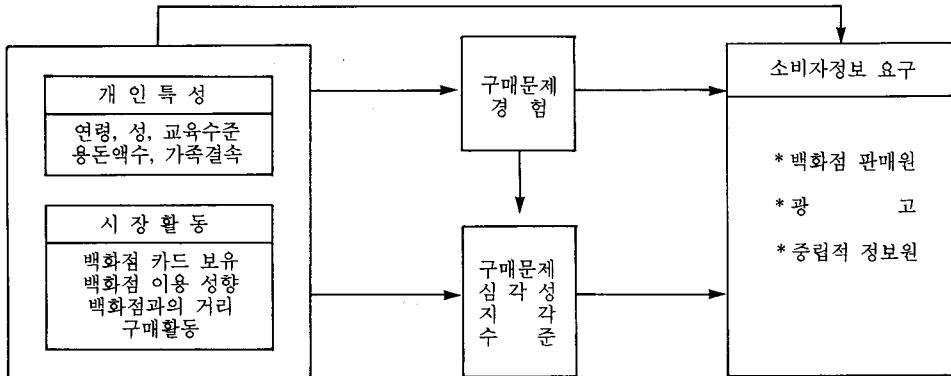 개 인 특 성
연령, 성, 교육수준
용돈액수, 가족결속
시 장 활 동
백화점 카드 보유
백화점 이용 성향
백화점과의 거리
구매활동
구매문제
경 험
구매문제
심 각 성
지 각
수 준
소비자정보 요구
* 백화점 판매원
* 광 고
* 중립적 정보원